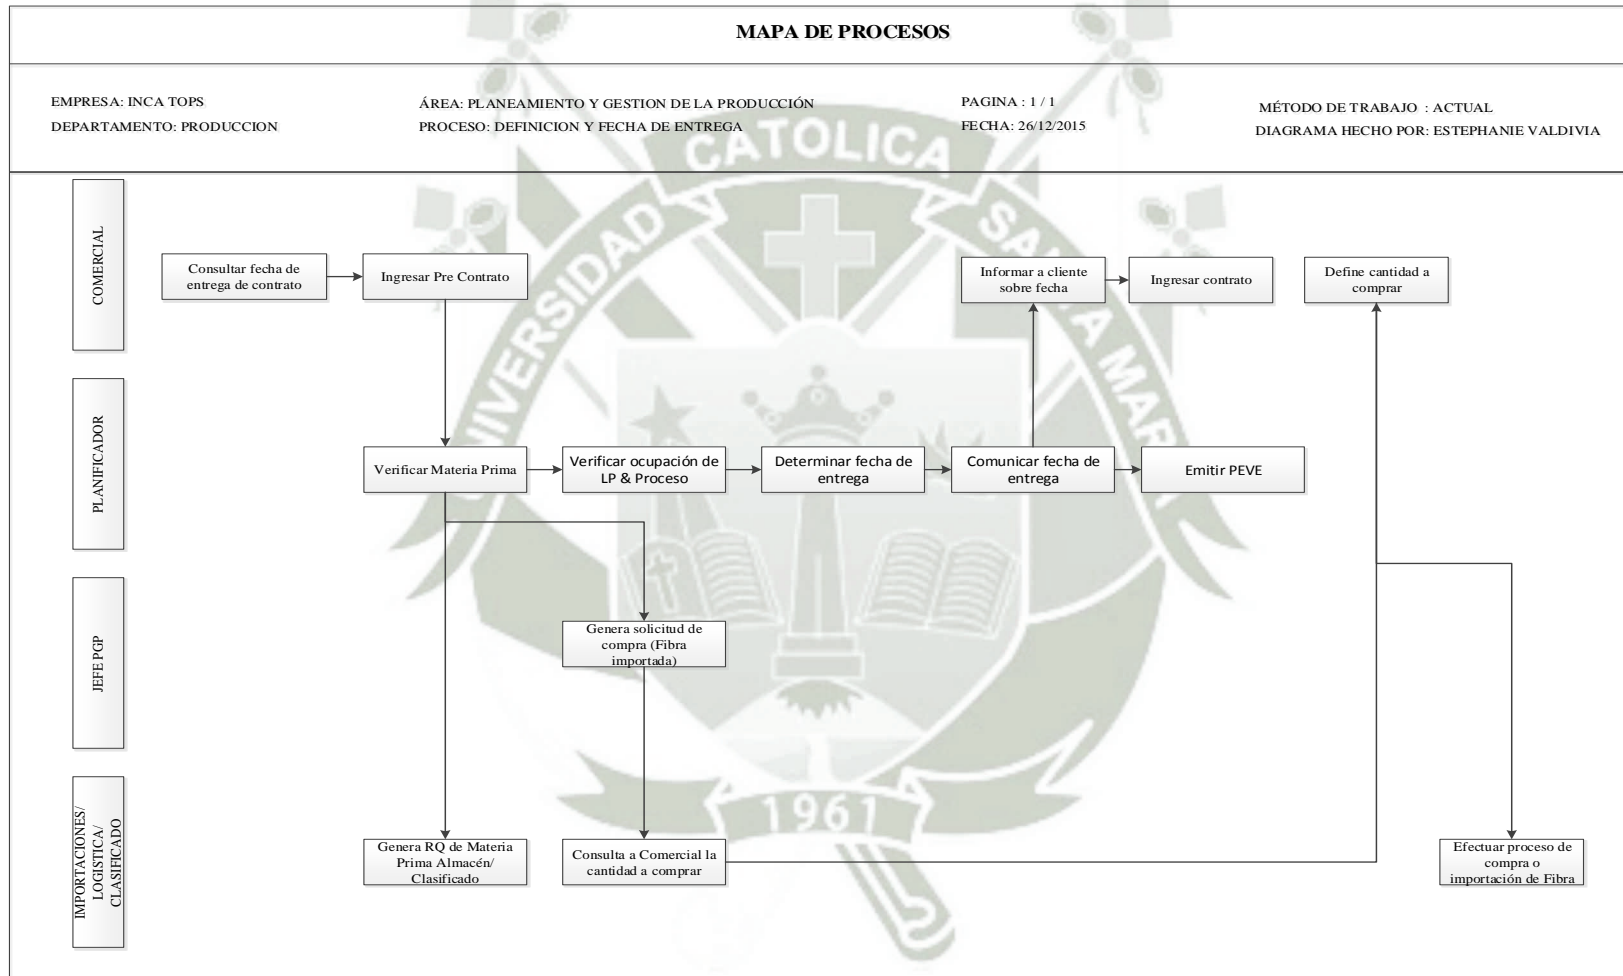 MAPA DE PROCESOS
EMPRESA: INCA TOPS
DEPARTAMENTO: PRODUCCION
ÁREA: PLANEAMIENTO Y GESTION DE LA PRODUCCIÓN
PROCESO: DEFINICION Y FECHA DE ENTREGA
PAGINA : 1 / 1
FECHA: 26/12/2015
MÉTODO DE TRABAJO : ACTUAL
DIAGRAMA HECHO POR: ESTEPHANIE VALDIVIA
UNIVERSIDAD CATOLICA SANTA MARIA
1961
COMERCIAL
Consultar fecha de
entrega de contrato
Ingresar Pre Contrato
Informar a cliente
sobre fecha
Ingresar contrato
Define cantidad a
comprar
PLANIFICADOR
Verificar Materia Prima
Verificar ocupación de
LP & Proceso
Determinar fecha de
entrega
Comunicar fecha de
entrega
Emitir PEVE
JEFE PGP
Genera solicitud de
compra (Fibra
importada)
IMPORTACIONES/
LOGISTICA/
CLASIFICADO
Genera RQ de Materia
Prima Almacén/
Clasificado
Consulta a Comercial la
cantidad a comprar
Efectuar proceso de
compra o
importación de Fibra